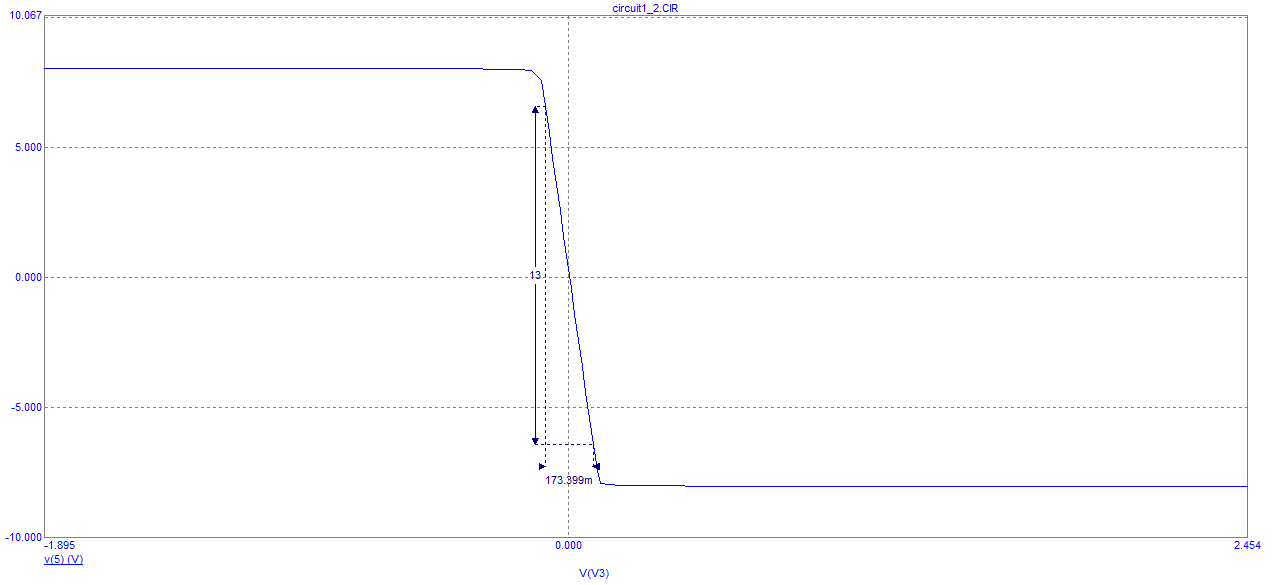 circuit1_2.CIR
10.067
5.000
0.000
13
-5.000
173.399m
-10.000
-1.895 0.000 2.454
v(5) (V)
V(V3)